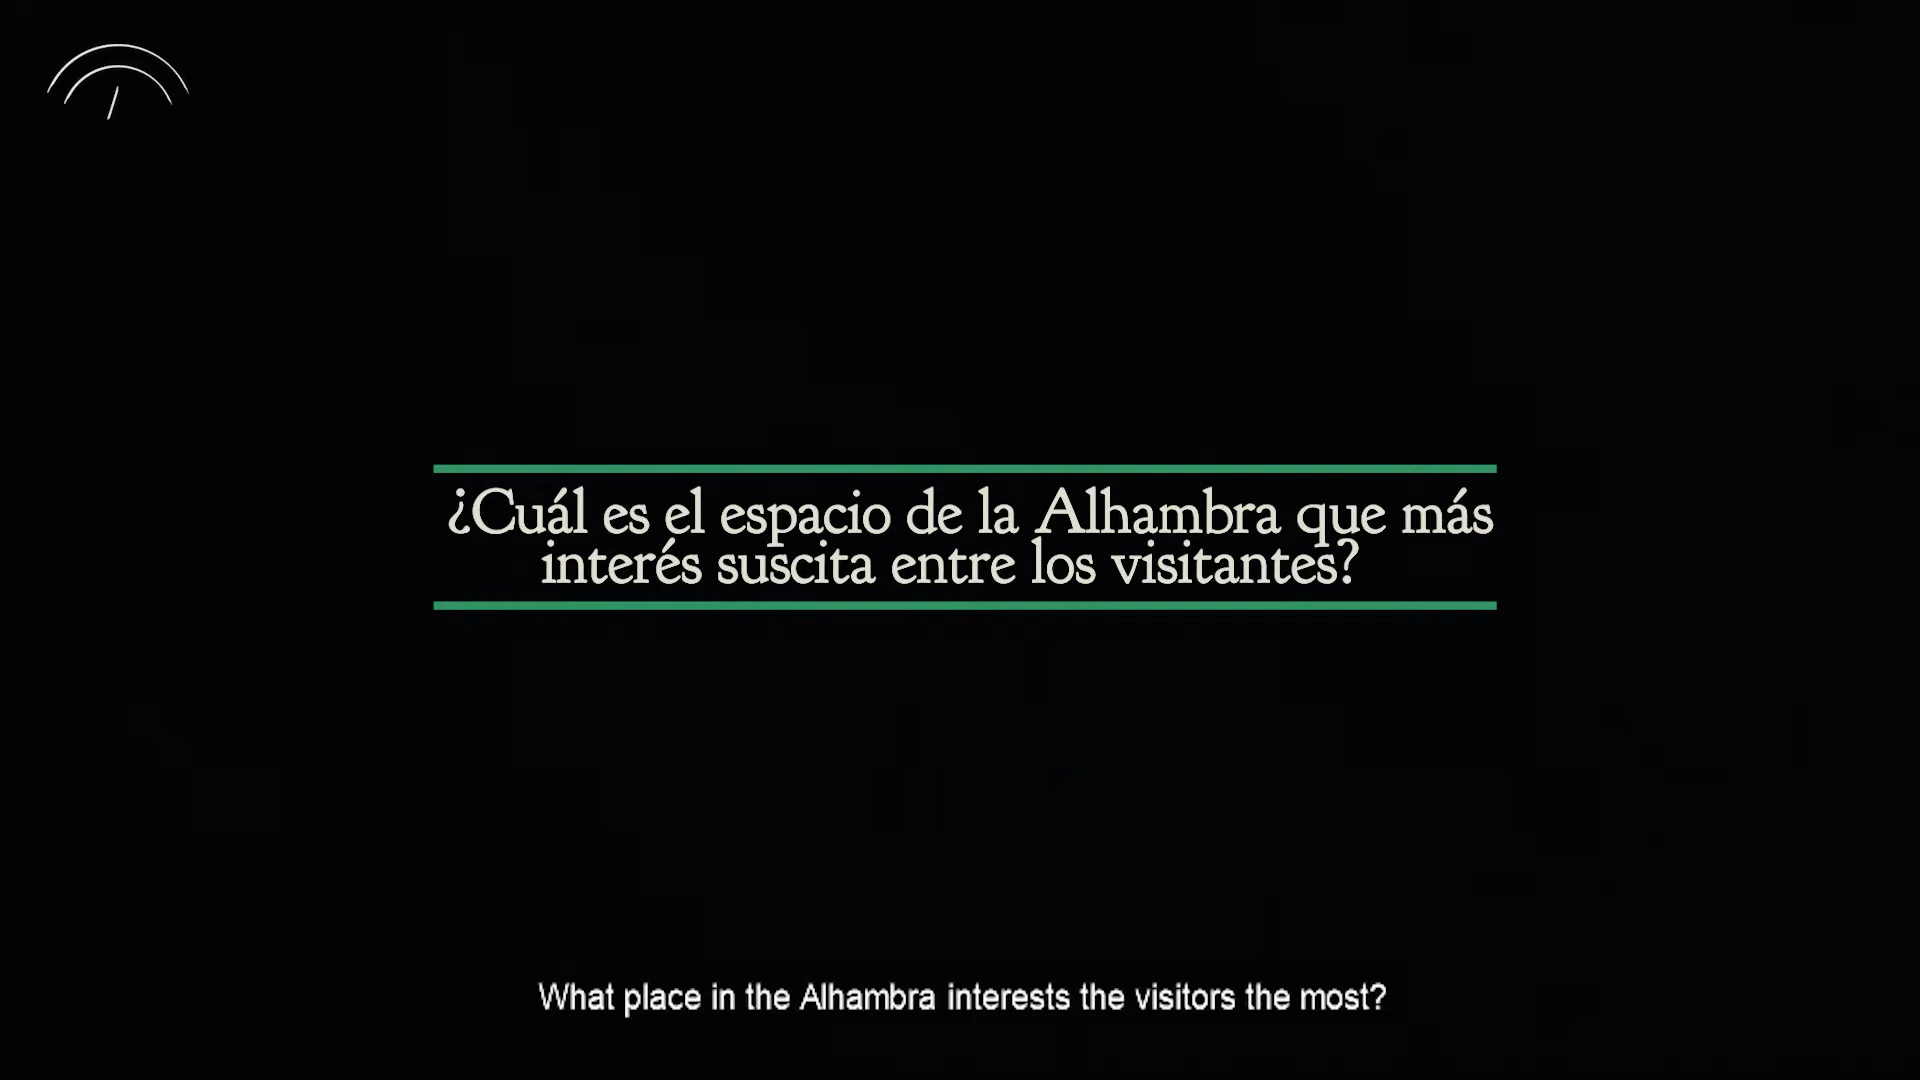 ¿Cuál es el espacio de la Alhambra que más
interés suscita entre los visitantes?
What place in the Alhambra interests the visitors the most?